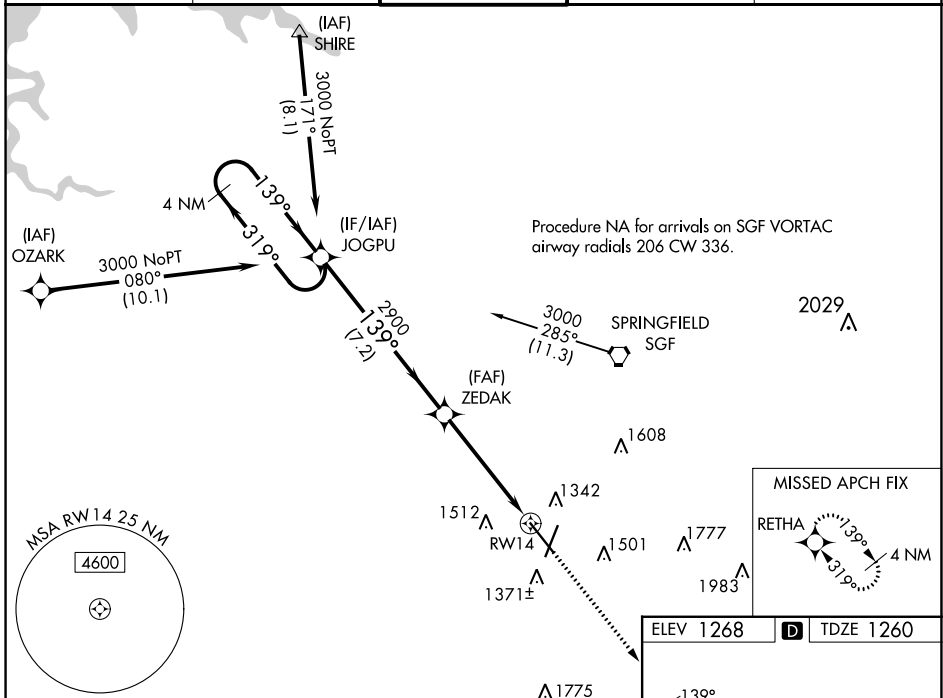 (IAF)
SHIRE
3000 NoPT
171°
(8.1)
4 NM
139°
319°
(IF/IAF)
JOGPU
(IAF)
OZARK
3000 NoPT
080°
(10.1)
Procedure NA for arrivals on SGF VORTAC
airway radials 206 CW 336.
2900
139°
(7.2)
3000
285°
(11.3)
SPRINGFIELD
SGF
2029
(FAF)
ZEDAK
1608
1342
1512
RW14
1501
1777
1371±
1983
MISSED APCH FIX
RETHA
139°
319°
4 NM
MSA RW14 25 NM
4600
ELEV 1268 D TDZE 1260
1775
139°